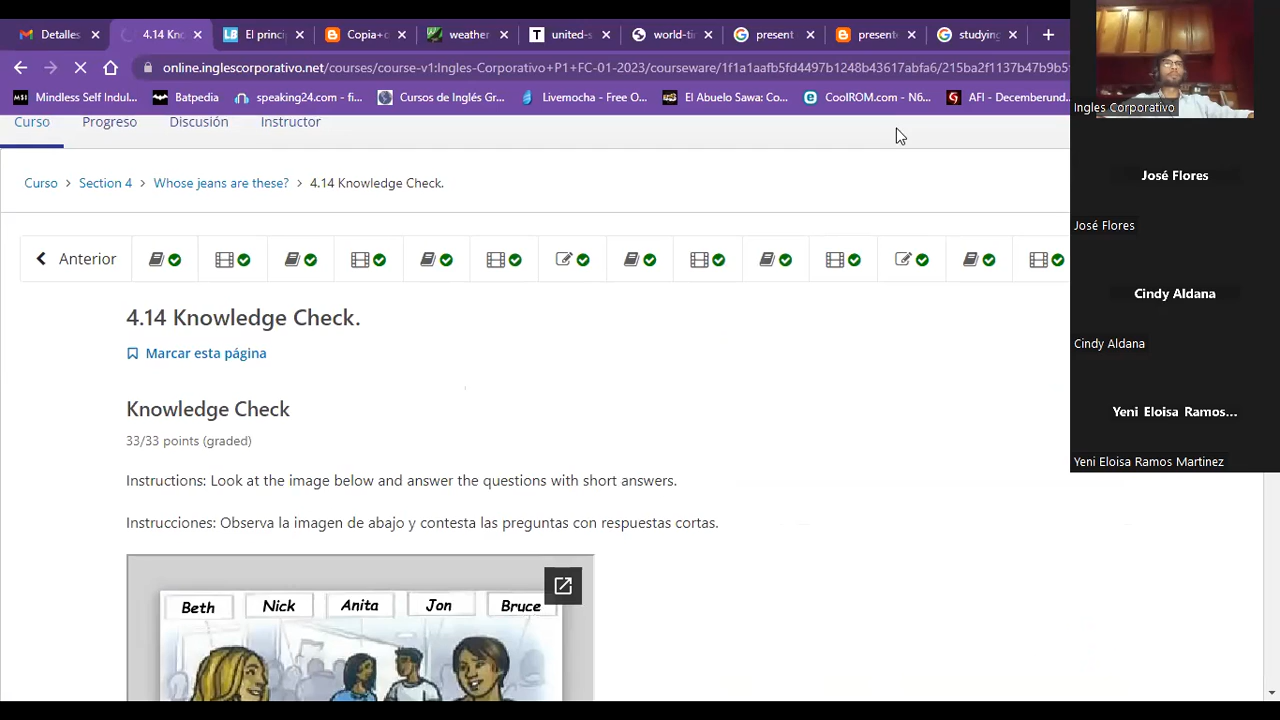 Detalles
4.14 Kno
El princip
Copia+d
weather
united-s
world-tim
present
presente
studying
online.inglescorporativo.net/courses/course-v1:Ingles-Corporativo+P1+FC-01-2023/courseware/1f1a1aafb5fd4497b1248b43617abfa6/215ba2f1137b47b9b5
Mindless Self Indul...
Batpedia
speaking24.com - fi...
Cursos de Inglés Gr...
Livemocha - Free O...
El Abuelo Sawa: Co...
CoolROM.com - N6...
AFI - Decemberund
Curso
Progreso
Discusión
Instructor
Curso > Section 4 > Whose jeans are these? > 4.14 Knowledge Check.
Anterior
4.14 Knowledge Check.
Marcar esta página
Knowledge Check
33/33 points (graded)
Instructions: Look at the image below and answer the questions with short answers.
Instrucciones: Observa la imagen de abajo y contesta las preguntas con respuestas cortas.
Beth
Nick
Anita
Jon
Bruce
Ingles Corporativo
José Flores
José Flores
Cindy Aldana
Cindy Aldana
Yeni Eloisa Ramos...
Yeni Eloisa Ramos Martinez